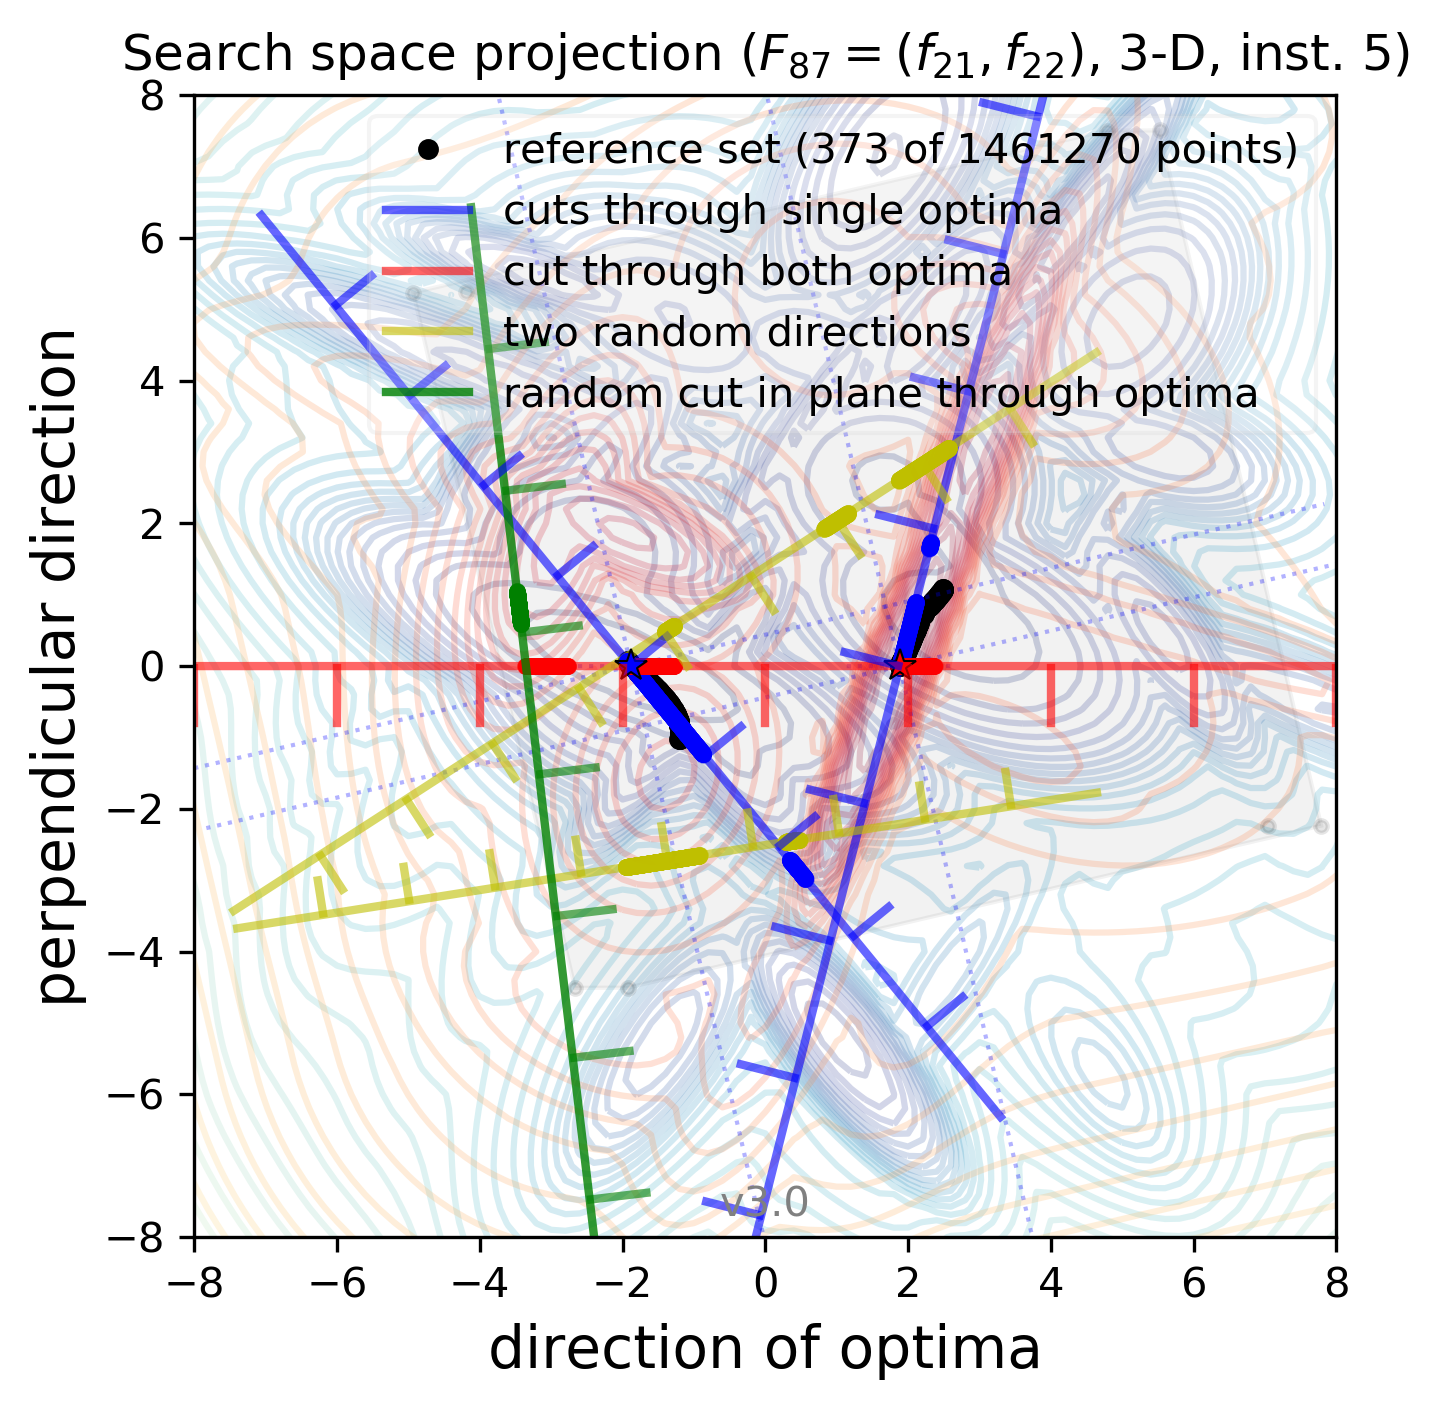 Search space projection (F₈₇ = (f₂₁, f₂₂), 3-D, inst. 5)
reference set (373 of 1461270 points)
cuts through single optima
cut through both optima
two random directions
random cut in plane through optima
8
6
4
2
0
−2
−4
−6
−8
perpendicular direction
v3.0
−8 −6 −4 −2 0 2 4 6 8
direction of optima